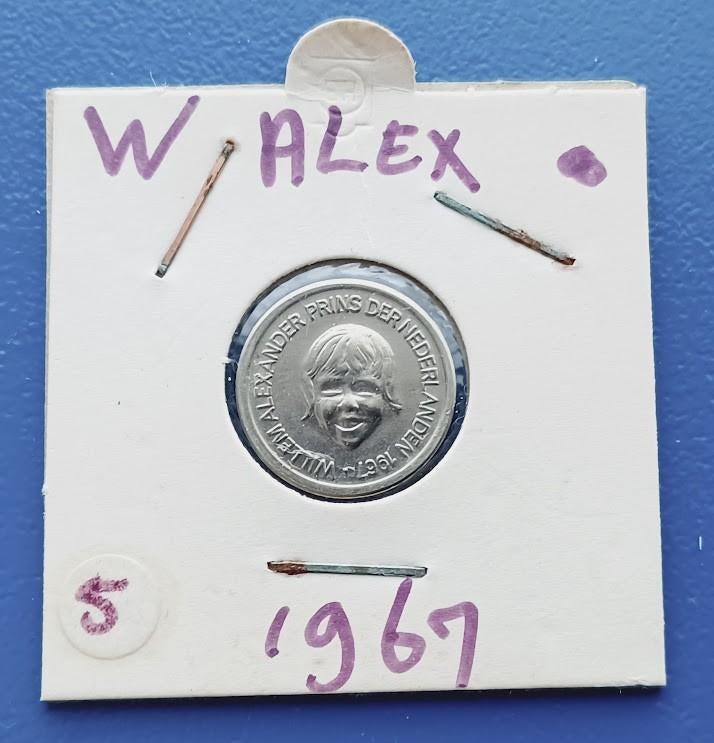 W ALEX
WILLEM ALEXANDER PRINS DER NEDERLANDEN 1967
5
1967